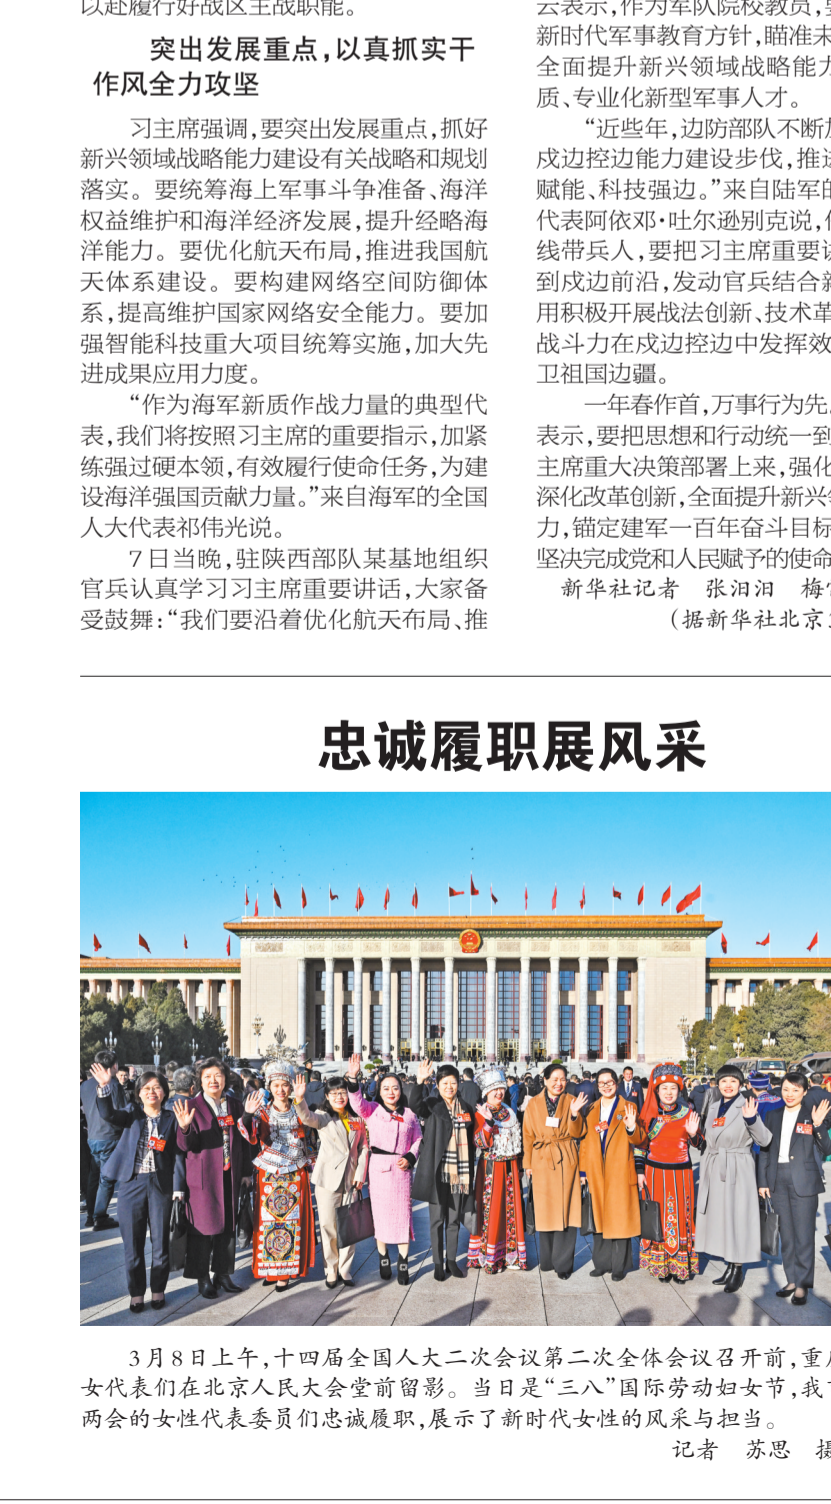 以赴履行好战区主战职能。
突出发展重点,以真抓实干
作风全力攻坚
习主席强调,要突出发展重点,抓好
新兴领域战略能力建设有关战略和规划
落实。要统筹海上军事斗争准备、海洋
权益维护和海洋经济发展,提升经略海
洋能力。要优化航天布局,推进我国航
天体系建设。要构建网络空间防御体
系,提高维护国家网络安全能力。要加
强智能科技重大项目统筹实施,加大先
进成果应用力度。
“作为海军新质作战力量的典型代
表,我们将按照习主席的重要指示,加紧
练强过硬本领,有效履行使命任务,为建
设海洋强国贡献力量。”来自海军的全国
人大代表祁伟光说。
7日当晚,驻陕西部队某基地组织
官兵认真学习习主席重要讲话,大家备
受鼓舞:“我们要沿着优化航天布局、推
云表示,作为军队院校教员,
新时代军事教育方针,瞄准未
全面提升新兴领域战略能力
质、专业化新型军事人才。
“近些年,边防部队不断加
戍边控边能力建设步伐,推进
赋能、科技强边。”来自陆军的
代表阿依邓·吐尔逊别克说,作
线带兵人,要把习主席重要讲
到戍边前沿,发动官兵结合新
用积极开展战法创新、技术革
战斗力在戍边控边中发挥效
卫祖国边疆。
一年春作首,万事行为先。
表示,要把思想和行动统一到
主席重大决策部署上来,强化
深化改革创新,全面提升新兴领
力,锚定建军一百年奋斗目标
坚决完成党和人民赋予的使命
新华社记者 张汨汨 梅
(据新华社北京
忠诚履职展风采
3月8日上午,十四届全国人大二次会议第二次全体会议召开前,重
女代表们在北京人民大会堂前留影。当日是“三八”国际劳动妇女节,我
两会的女性代表委员们忠诚履职,展示了新时代女性的风采与担当。
记者 苏思 摄